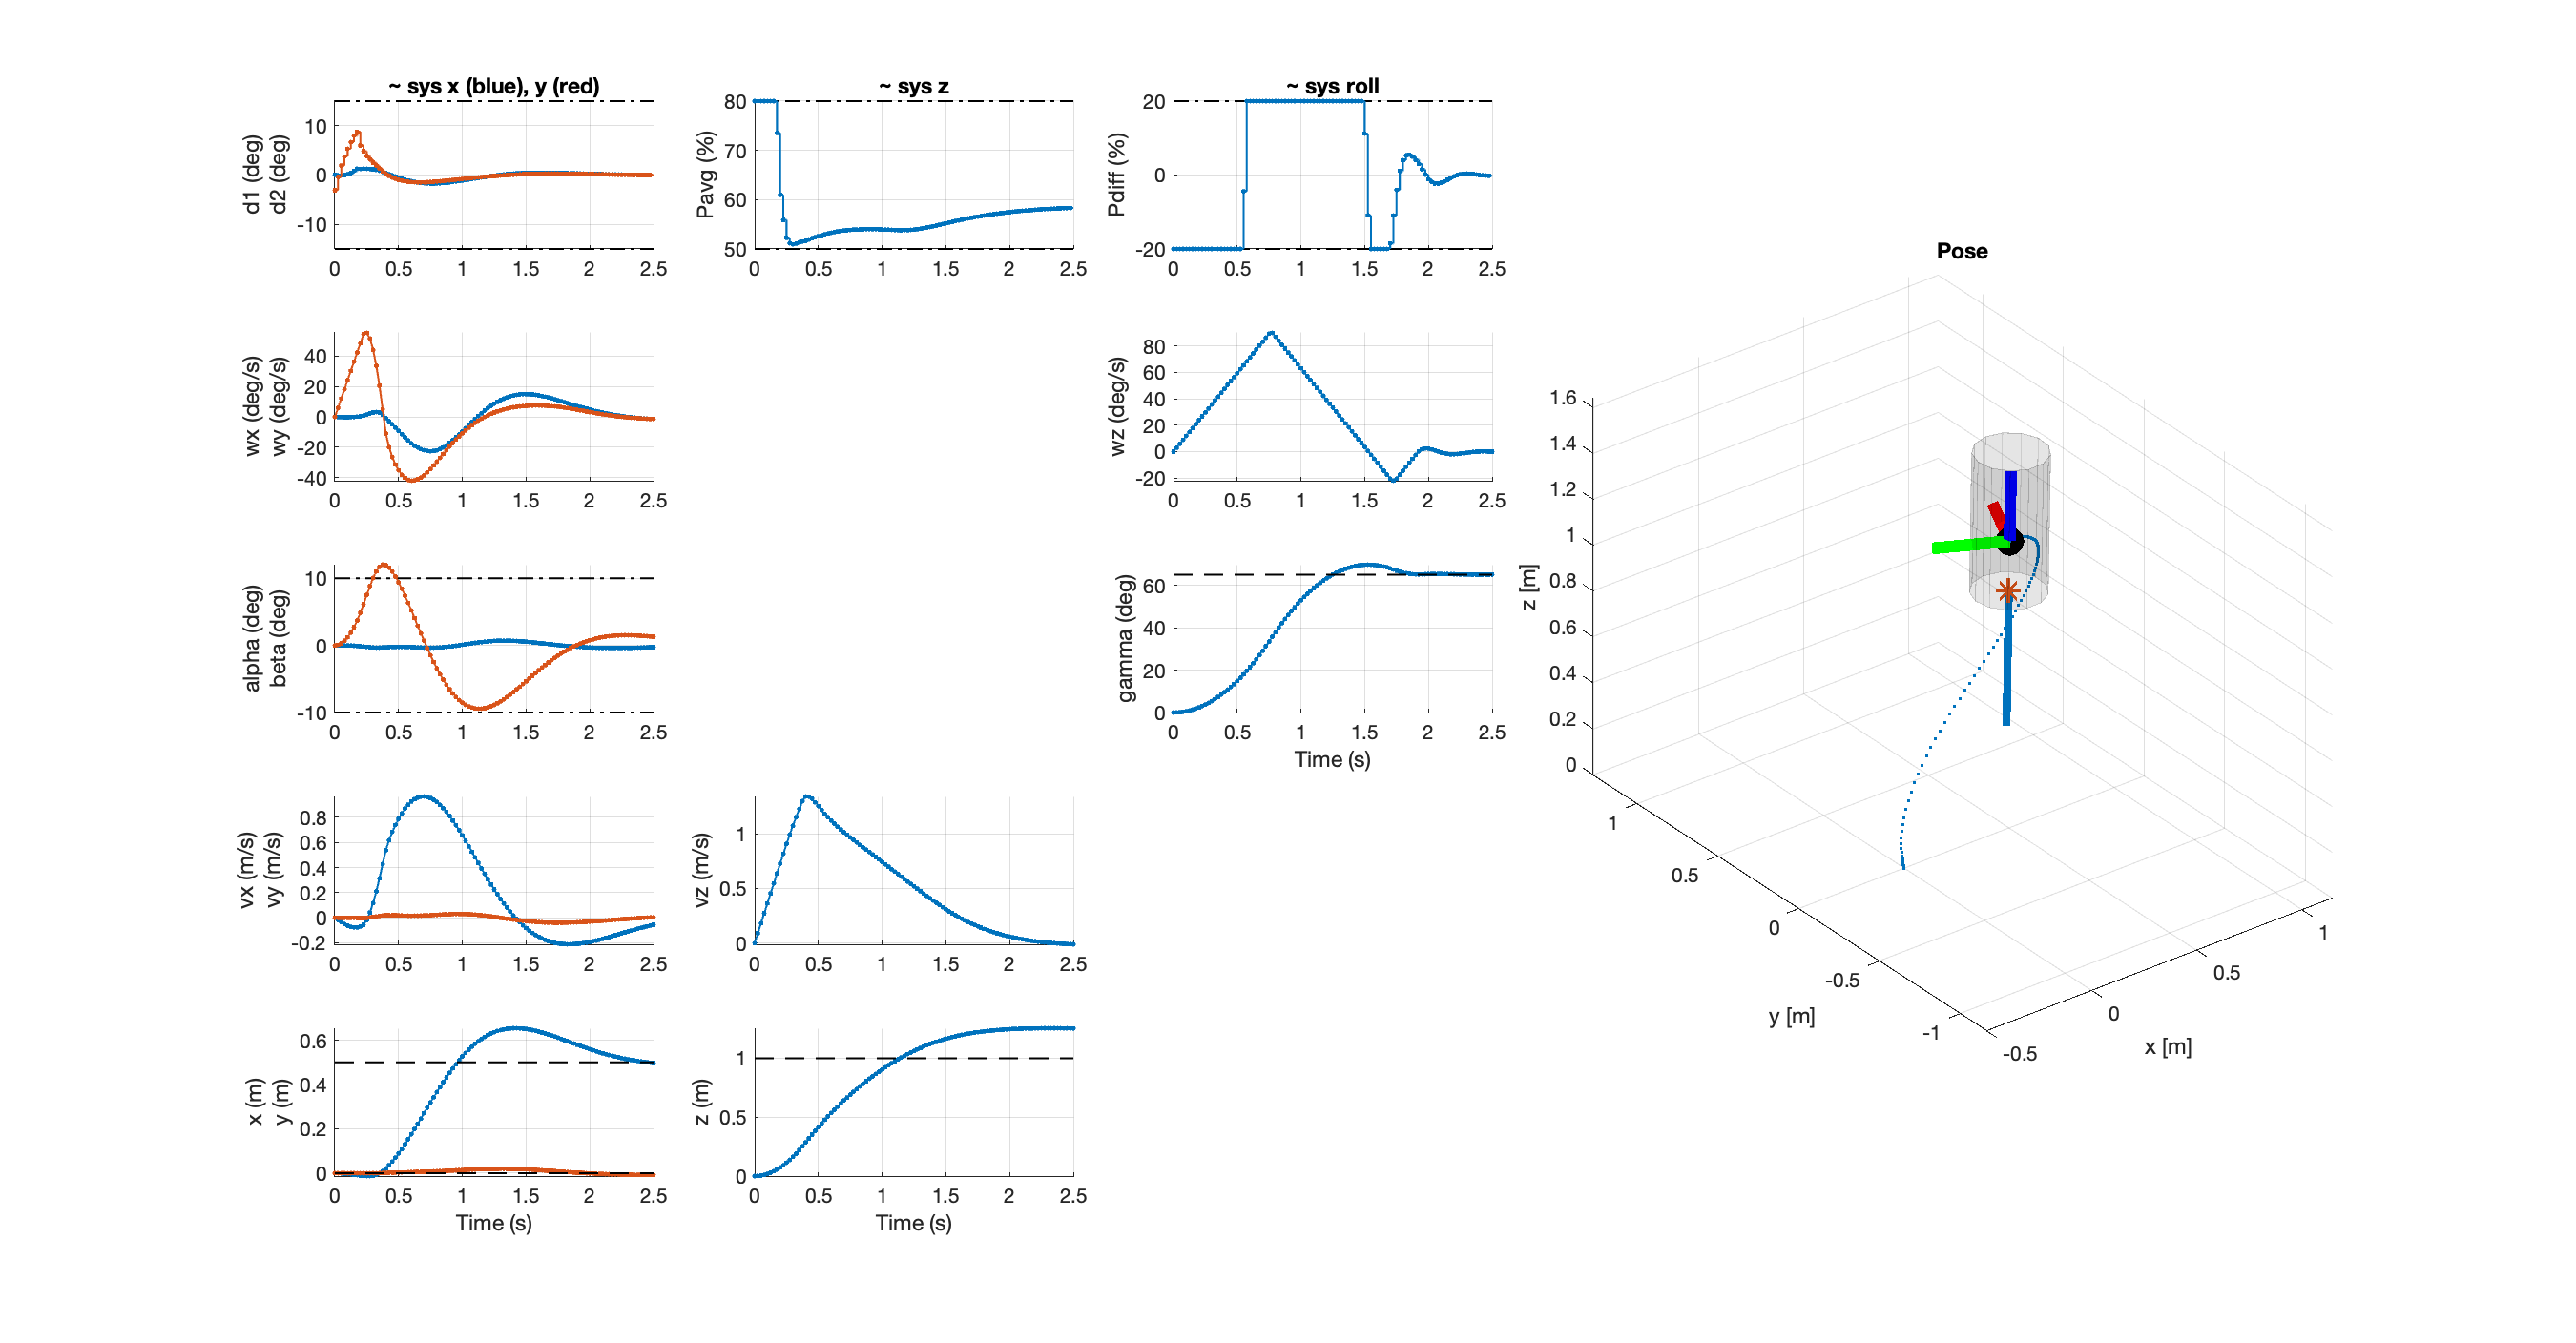 ~ sys x (blue), y (red)
d1 (deg)
d2 (deg)
10
0
-10
0 0.5 1 1.5 2 2.5
~ sys z
Pavg (%)
80
70
60
50
0 0.5 1 1.5 2 2.5
~ sys roll
Pdiff (%)
20
0
-20
0 0.5 1 1.5 2 2.5
wx (deg/s)
wy (deg/s)
40
20
0
-20
-40
0 0.5 1 1.5 2 2.5
wz (deg/s)
80
60
40
20
0
-20
0 0.5 1 1.5 2 2.5
alpha (deg)
beta (deg)
10
0
-10
0 0.5 1 1.5 2 2.5
gamma (deg)
60
40
20
0
0 0.5 1 1.5 2 2.5
Time (s)
vx (m/s)
vy (m/s)
0.8
0.6
0.4
0.2
0
-0.2
0 0.5 1 1.5 2 2.5
vz (m/s)
1
0.5
0
0 0.5 1 1.5 2 2.5
x (m)
y (m)
0.6
0.4
0.2
0
0 0.5 1 1.5 2 2.5
Time (s)
z (m)
1
0.5
0
0 0.5 1 1.5 2 2.5
Time (s)
Pose
z [m]
1.6
1.4
1.2
1
0.8
0.6
0.4
0.2
0
1
0.5
0
-0.5
-1
y [m]
-0.5
0
0.5
1
x [m]